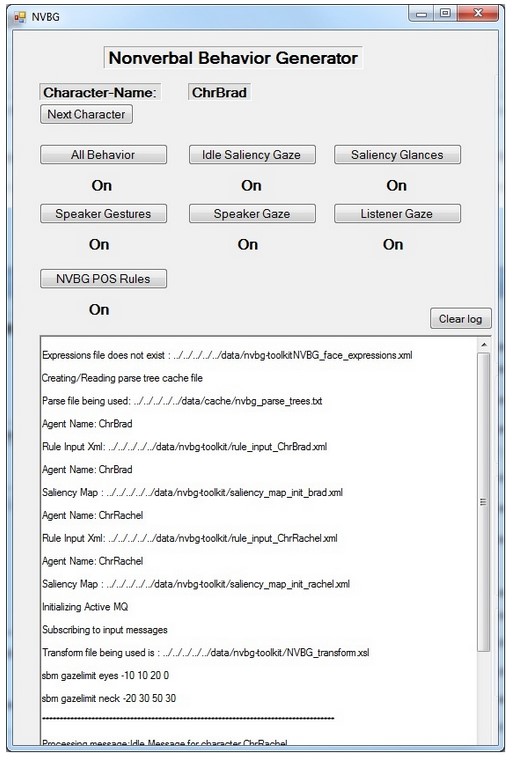 NVBG
Nonverbal Behavior Generator
Character-Name: ChrBrad
Next Character
All Behavior Idle Saliency Gaze Saliency Glances
On On On
Speaker Gestures Speaker Gaze Listener Gaze
On On On
NVBG POS Rules
On
Clear log
Expressions file does not exist : ../../../../../data/nvbg-toolkitNVBG_face_expressions.xml
Creating/Reading parse tree cache file
Parse file being used: ../../../../../data/cache/nvbg_parse_trees.txt
Agent Name: ChrBrad
Rule Input Xml: ../../../../../data/nvbg-toolkit/rule_input_ChrBrad.xml
Agent Name: ChrBrad
Saliency Map : ../../../../../data/nvbg-toolkit/saliency_map_init_brad.xml
Agent Name: ChrRachel
Rule Input Xml: ../../../../../data/nvbg-toolkit/rule_input_ChrRachel.xml
Agent Name: ChrRachel
Saliency Map : ../../../../../data/nvbg-toolkit/saliency_map_init_rachel.xml
Initializing Active MQ
Subscribing to input messages
Transform file being used is : ../../../../../data/nvbg-toolkit/NVBG_transform.xsl
sbm gazelimit eyes -10 10 20 0
sbm gazelimit neck -20 30 50 30
Processing message:Idle Message for character ChrRachel